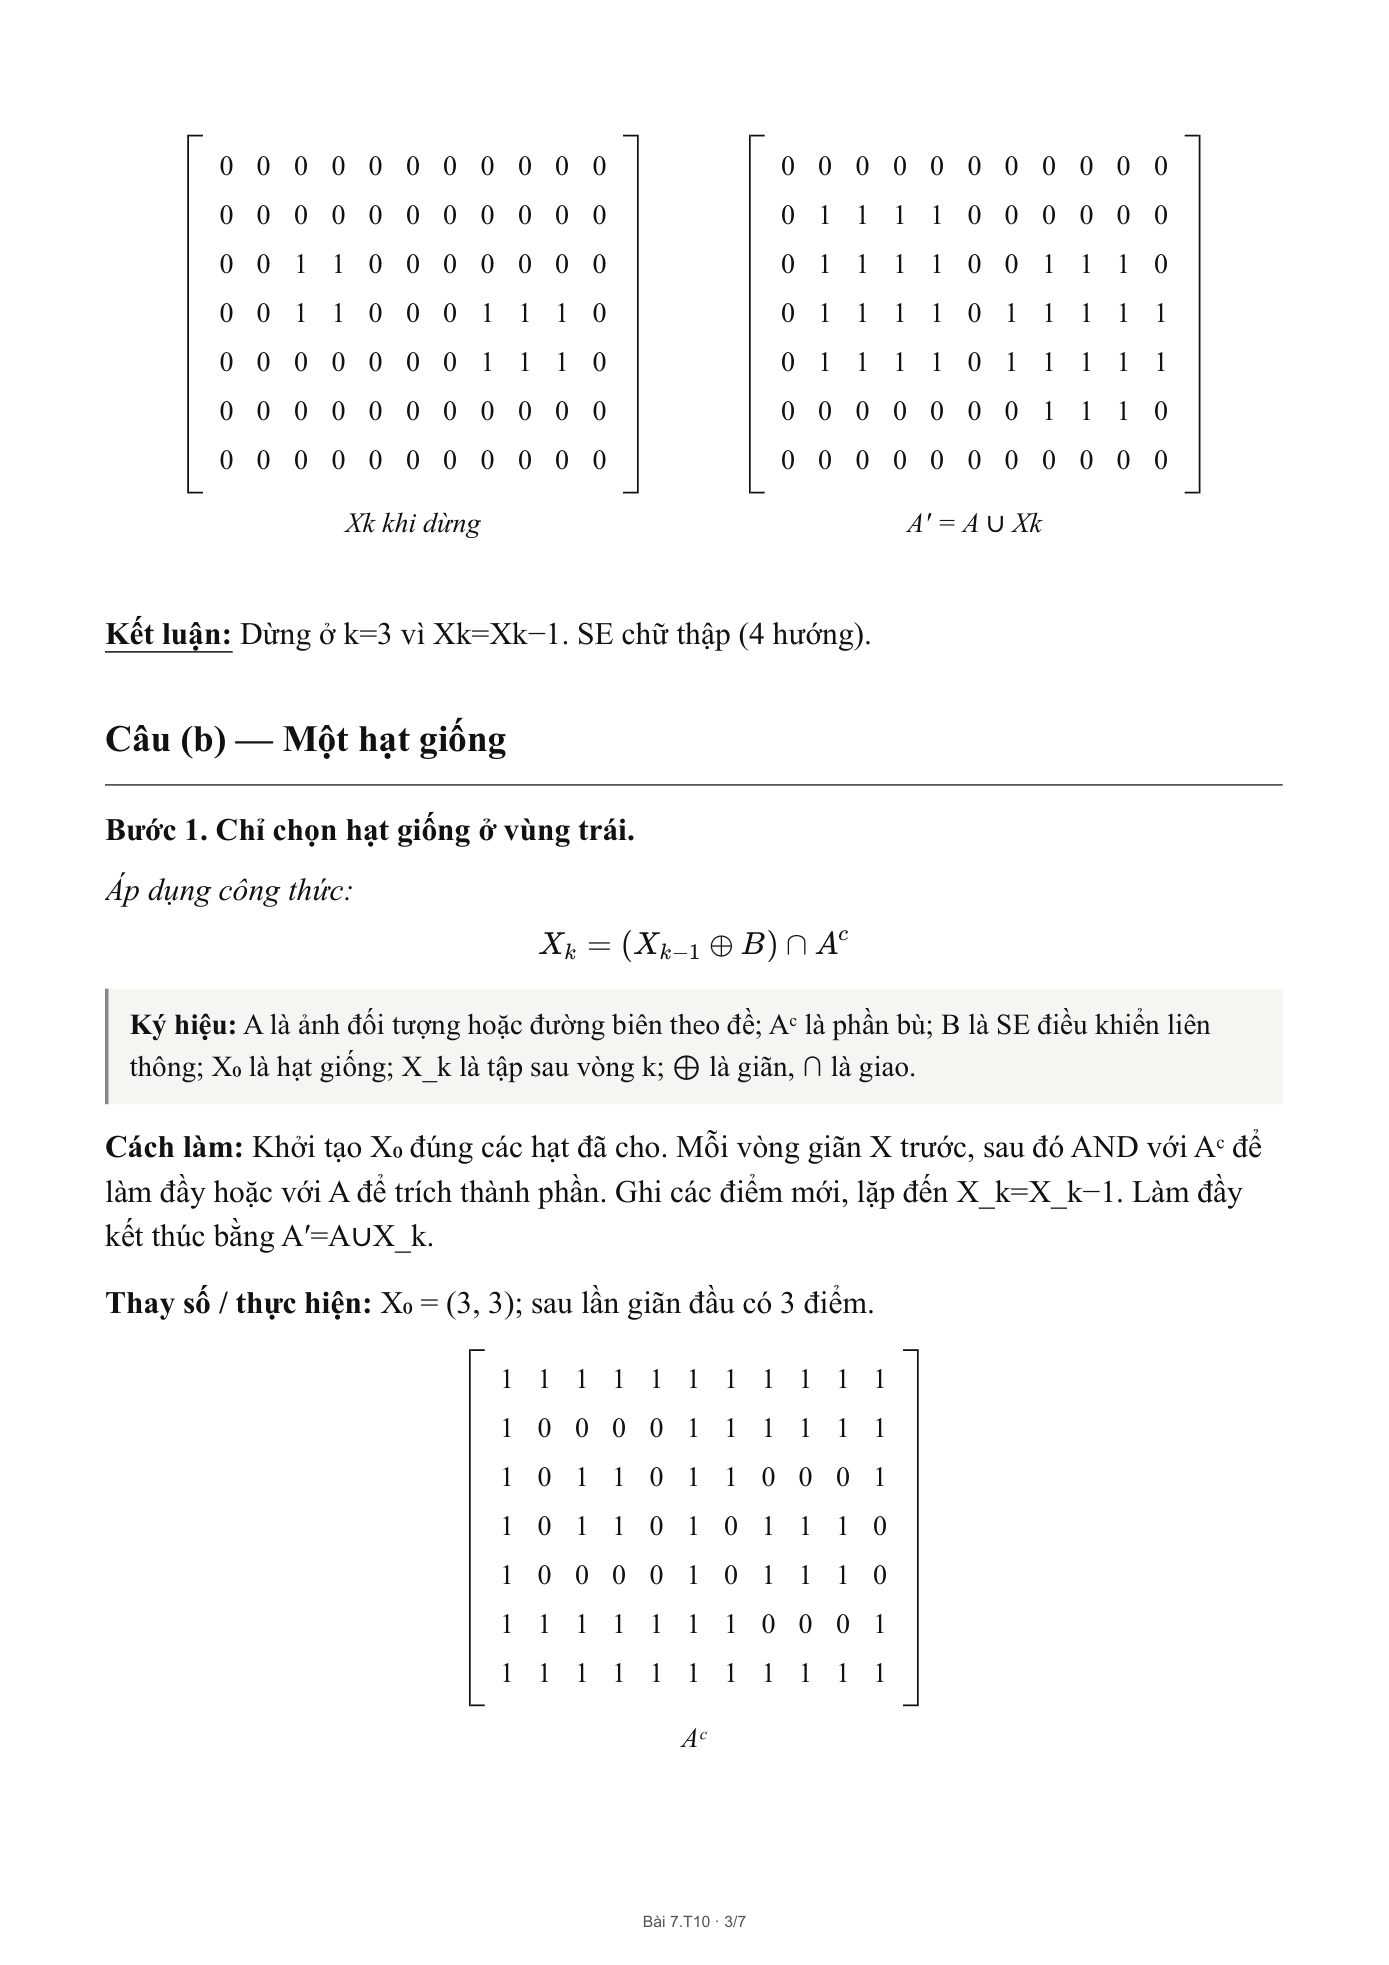 0 0 0 0 0 0 0 0 0 0 0
0 0 0 0 0 0 0 0 0 0 0
0 0 1 1 0 0 0 0 0 0 0
0 0 1 1 0 0 0 1 1 1 0
0 0 0 0 0 0 0 1 1 1 0
0 0 0 0 0 0 0 0 0 0 0
0 0 0 0 0 0 0 0 0 0 0
Xk khi dừng
0 0 0 0 0 0 0 0 0 0 0
0 1 1 1 1 0 0 0 0 0 0
0 1 1 1 1 0 0 1 1 1 0
0 1 1 1 1 0 1 1 1 1 1
0 1 1 1 1 0 1 1 1 1 1
0 0 0 0 0 0 0 1 1 1 0
0 0 0 0 0 0 0 0 0 0 0
A′ = A ∪ Xk
Kết luận: Dừng ở k=3 vì Xk=Xk−1. SE chữ thập (4 hướng).
Câu (b) — Một hạt giống
Bước 1. Chỉ chọn hạt giống ở vùng trái.
Áp dụng công thức:
Xₖ = (Xₖ₋₁ ⊕ B) ∩ Aᶜ
Ký hiệu: A là ảnh đối tượng hoặc đường biên theo đề; Aᶜ là phần bù; B là SE điều khiển liên
thông; X₀ là hạt giống; X_k là tập sau vòng k; ⊕ là giãn, ∩ là giao.
Cách làm: Khởi tạo X₀ đúng các hạt đã cho. Mỗi vòng giãn X trước, sau đó AND với Aᶜ để
làm đầy hoặc với A để trích thành phần. Ghi các điểm mới, lặp đến X_k=X_k−1. Làm đầy
kết thúc bằng A′=A∪X_k.
Thay số / thực hiện: X₀ = (3, 3); sau lần giãn đầu có 3 điểm.
1 1 1 1 1 1 1 1 1 1 1
1 0 0 0 0 1 1 1 1 1 1
1 0 1 1 0 1 1 0 0 0 1
1 0 1 1 0 1 0 1 1 1 0
1 0 0 0 0 1 0 1 1 1 0
1 1 1 1 1 1 1 0 0 0 1
1 1 1 1 1 1 1 1 1 1 1
Aᶜ
Bài 7.T10 · 3/7